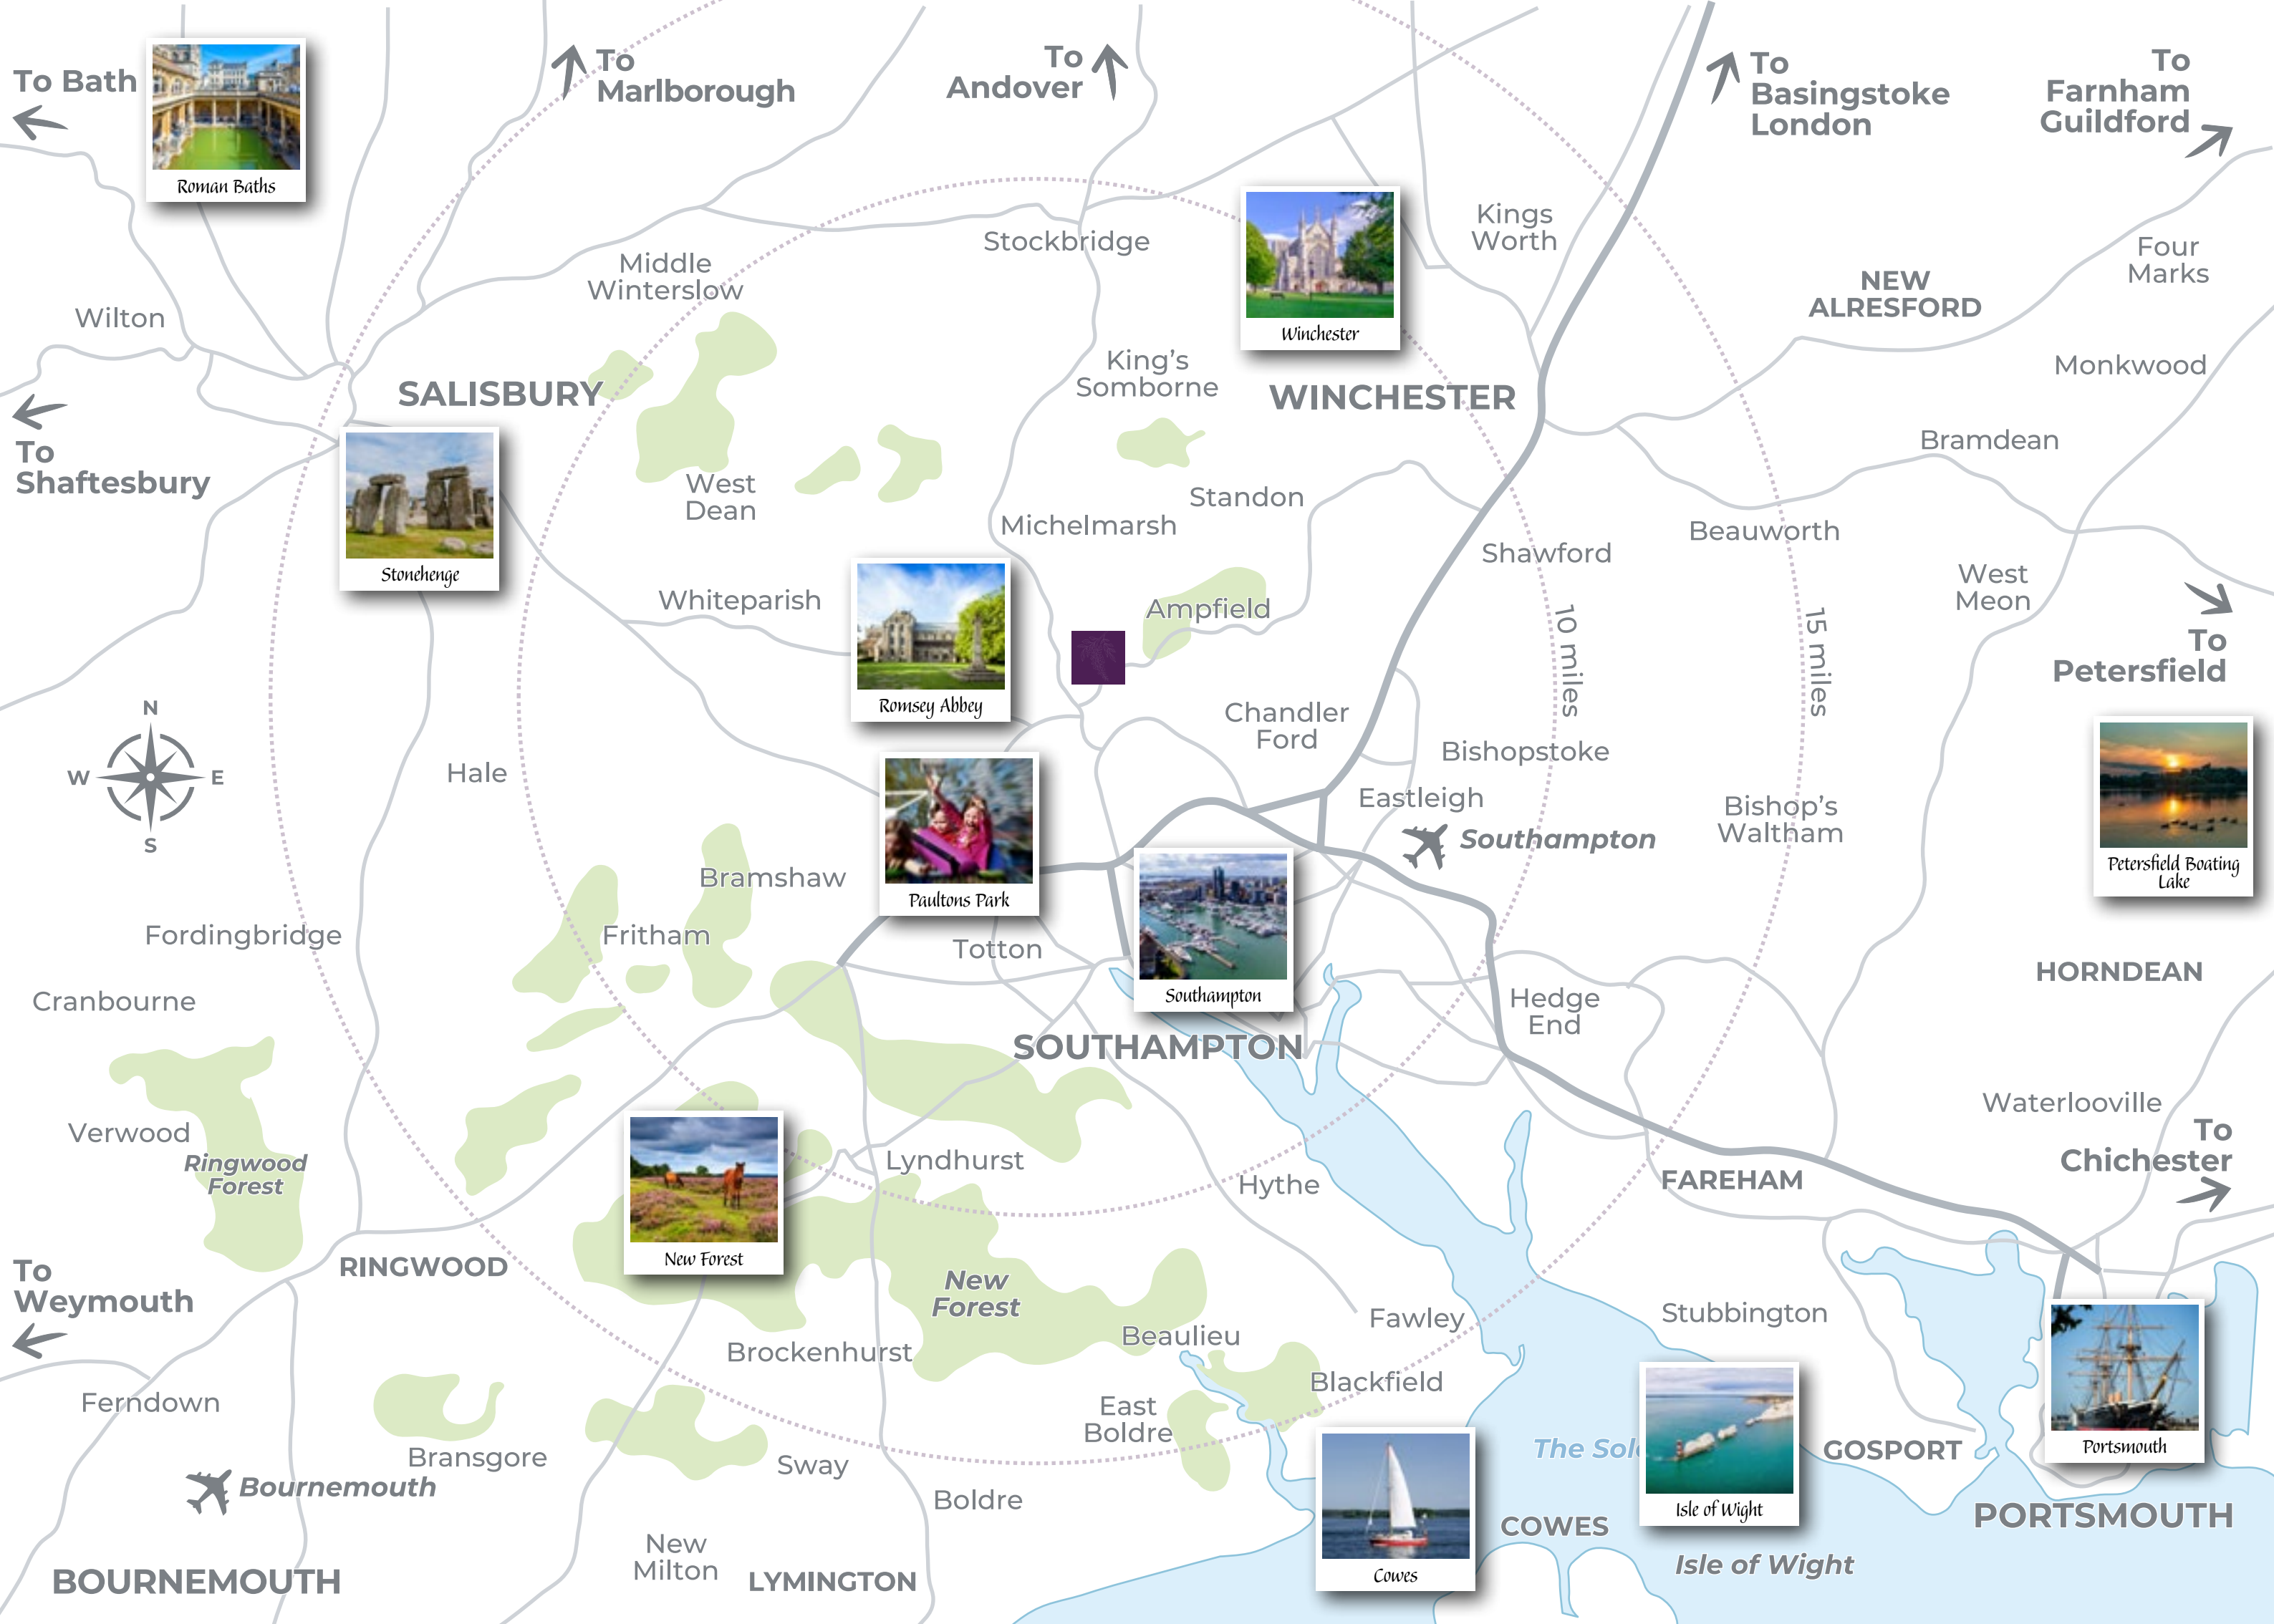 To Bath
Roman Baths
To
Marlborough
To
Andover
To
Basingstoke
London
To
Farnham
Guildford
Kings
Worth
Stockbridge
Middle
Winterslow
Four
Marks
NEW
ALRESFORD
Wilton
Winchester
King's
Somborne
Monkwood
SALISBURY
WINCHESTER
To
Shaftesbury
Bramdean
West
Dean
Standon
Michelmarsh
Beauworth
Shawford
Stonehenge
West
Meon
Whiteparish
Ampfield
10 miles
15 miles
To
Petersfield
Romsey Abbey
N
W
E
S
Chandler
Ford
Bishopstoke
Hale
Eastleigh
Bishop's
Waltham
Southampton
Petersfield Boating
Lake
Bramshaw
Paultons Park
Fordingbridge
Fritham
Totton
HORNDEAN
Southampton
Cranbourne
Hedge
End
SOUTHAMPTON
Waterlooville
Verwood
To
Chichester
Ringwood
Forest
Lyndhurst
Hythe
FAREHAM
New Forest
RINGWOOD
To
Weymouth
New
Forest
Fawley
Stubbington
Beaulieu
Brockenhurst
Blackfield
Ferndown
East
Boldre
The Sole
GOSPORT
Portsmouth
Bransgore
Sway
Bournemouth
Boldre
Isle of Wight
COWES
PORTSMOUTH
New
Milton
LYMINGTON
Cowes
Isle of Wight
BOURNEMOUTH